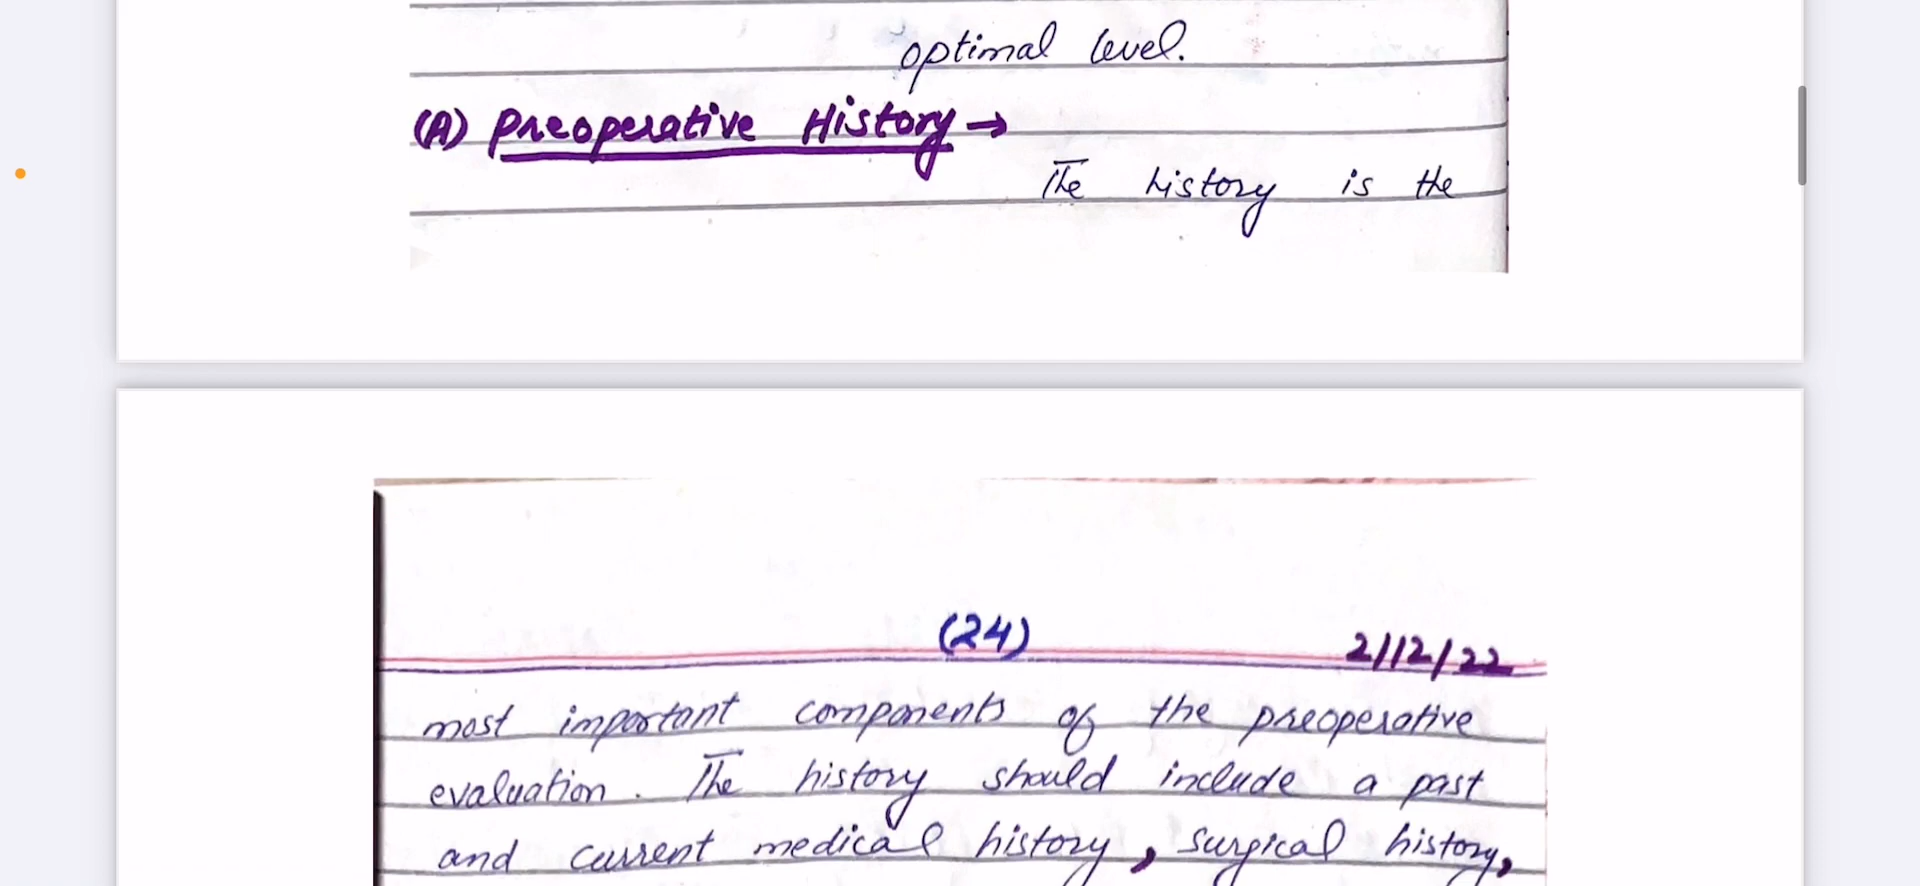 optimal level.
(A) Preoperative History →
The history is the
(24)
2/12/22
most important components of the preoperative
evaluation. The history should include a past
and current medical history, surgical history,